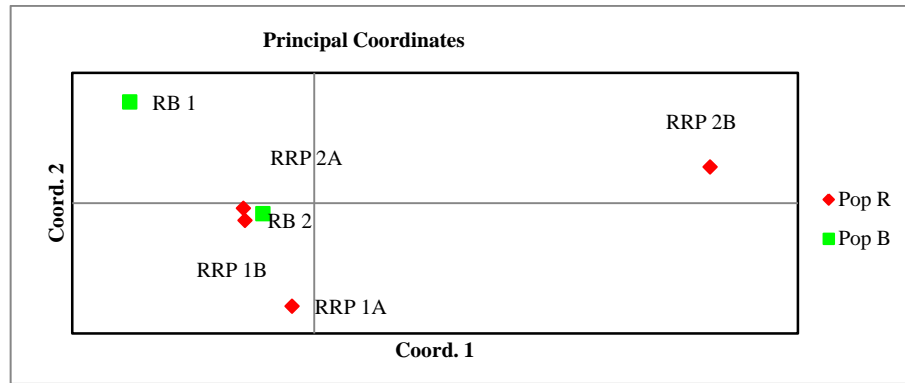 Principal Coordinates
RB 1
RRP 2B
RRP 2A
Coord. 2
Pop R
RB 2
Pop B
RRP 1B
RRP 1A
Coord. 1